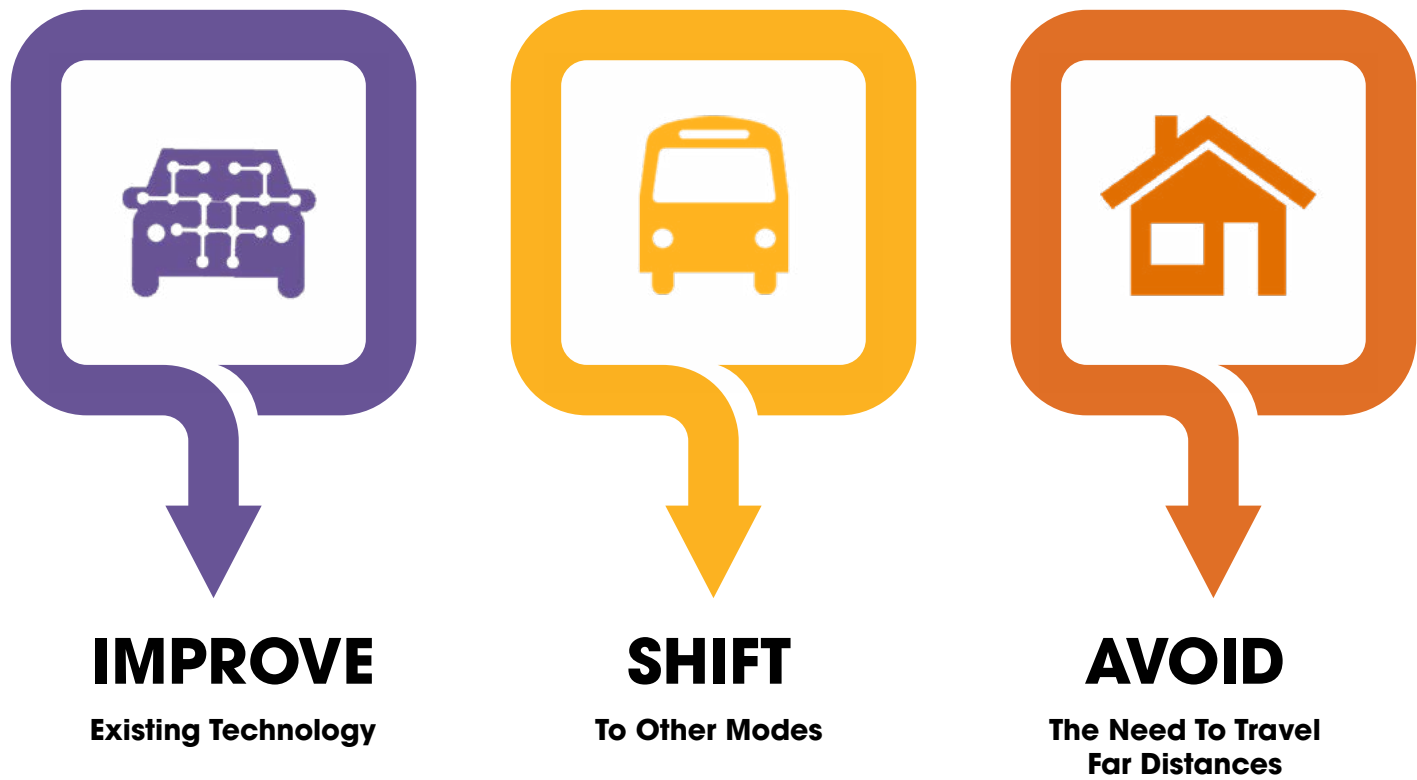 IMPROVE
Existing Technology
SHIFT
To Other Modes
AVOID
The Need To Travel
Far Distances